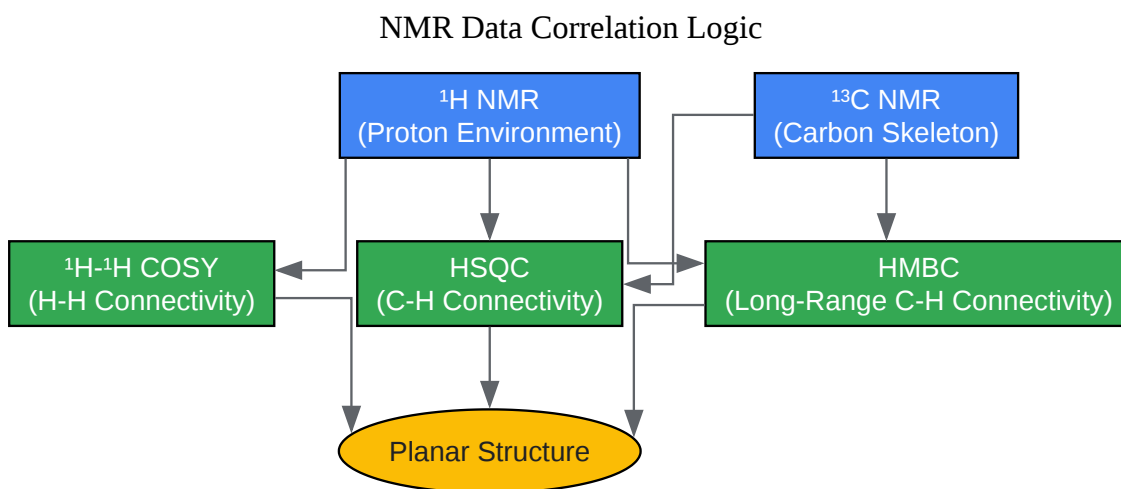 NMR Data Correlation Logic
¹H NMR
(Proton Environment)
¹³C NMR
(Carbon Skeleton)
¹H-¹H COSY
(H-H Connectivity)
HSQC
(C-H Connectivity)
HMBC
(Long-Range C-H Connectivity)
Planar Structure